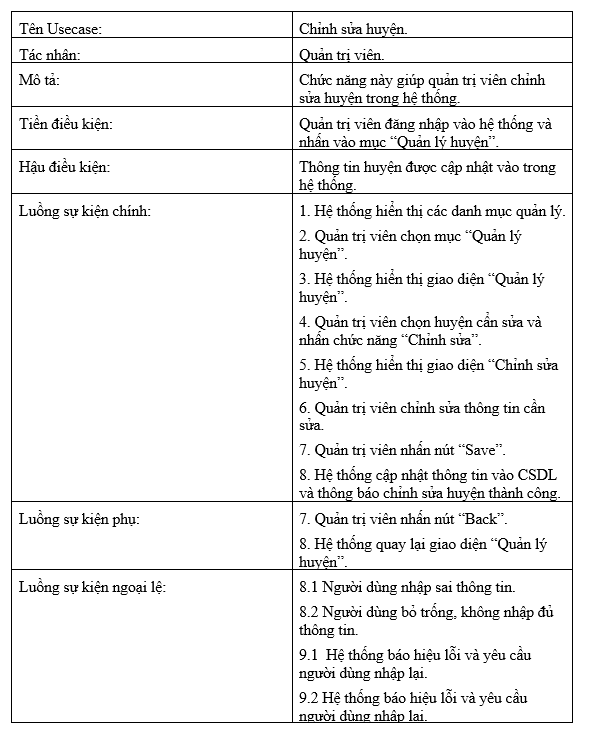 Tên Usecase: Chỉnh sửa huyện.
Tác nhân: Quản trị viên.
Mô tả: Chức năng này giúp quản trị viên chỉnh
sửa huyện trong hệ thống.
Tiền điều kiện: Quản trị viên đăng nhập vào hệ thống và
nhấn vào mục “Quản lý huyện”.
Hậu điều kiện: Thông tin huyện được cập nhật vào trong
hệ thống.
Luồng sự kiện chính: 1. Hệ thống hiển thị các danh mục quản lý.
2. Quản trị viên chọn mục “Quản lý
huyện”.
3. Hệ thống hiển thị giao diện “Quản lý
huyện”.
4. Quản trị viên chọn huyện cần sửa và
nhấn chức năng “Chỉnh sửa”.
5. Hệ thống hiển thị giao diện “Chỉnh sửa
huyện”.
6. Quản trị viên chỉnh sửa thông tin cần
sửa.
7. Quản trị viên nhấn nút “Save”.
8. Hệ thống cập nhật thông tin vào CSDL
và thông báo chỉnh sửa huyện thành công.
Luồng sự kiện phụ: 7. Quản trị viên nhấn nút “Back”.
8. Hệ thống quay lại giao diện “Quản lý
huyện”.
Luồng sự kiện ngoại lệ: 8.1 Người dùng nhập sai thông tin.
8.2 Người dùng bỏ trống, không nhập đủ
thông tin.
9.1 Hệ thống báo hiệu lỗi và yêu cầu
người dùng nhập lại.
9.2 Hệ thống báo hiệu lỗi và yêu cầu
người dùng nhập lại.